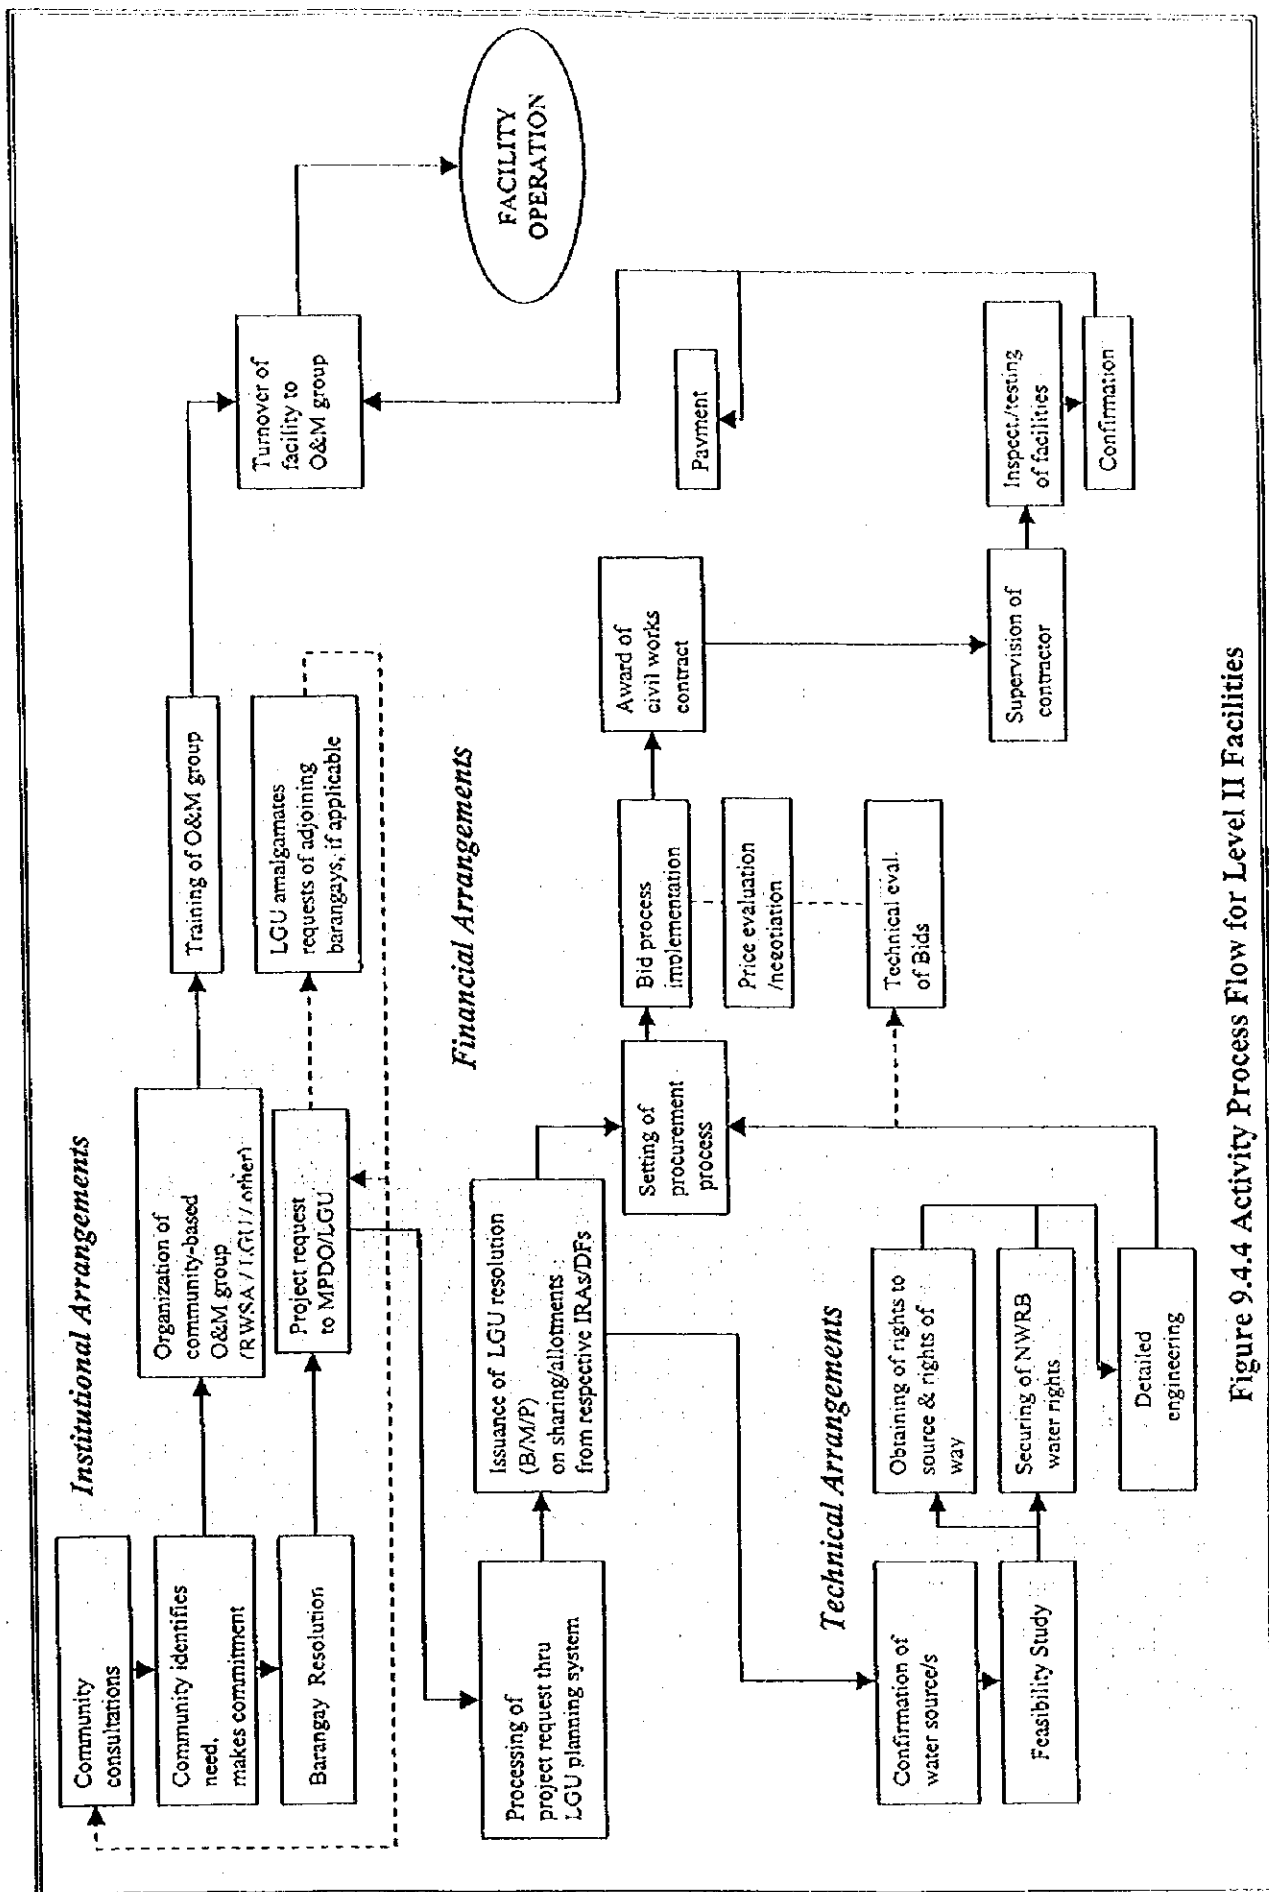 Institutional Arrangements
Community
consultations
Community identifies
need,
makes commitment
Barangay Resolution
Organization of
community-based
O&M group
(RWSA / LGU / other)
Project request
to MPDO/LGU
Training of O&M group
LGU amalgamates
requests of adjoining
barangays, if applicable
Turnover of
facility to
O&M group
FACILITY
OPERATION
Financial Arrangements
Processing of
project request thru
LGU planning system
Issuance of LGU resolution
(B/M/P)
on sharing/allotments
from respective IRAs/DFs
Setting of
procurement
process
Bid process
implemenation
Price evaluation
/negotiation
Technical eval.
of Bids
Award of
civil works
contract
Payment
Technical Arrangements
Confirmation of
water source/s
Feasibility Study
Obtaining of rights to
source & rights of
way
Securing of NWRB
water rights
Detailed
engineering
Supervision of
contractor
Inspect./testing
of facilities
Confirmation
Figure 9.4.4 Activity Process Flow for Level II Facilities